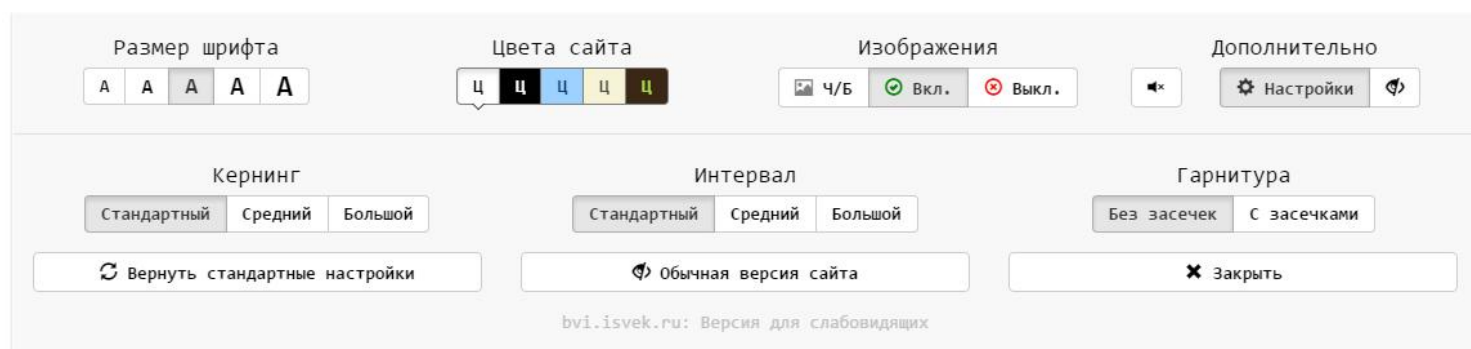 Размер шрифта Цвета сайта Изображения Дополнительно
А А А А А Ц Ц Ц Ц Ц Ч/Б Вкл. Выкл. Настройки
Кернинг Интервал Гарнитура
Стандартный Средний Большой Стандартный Средний Большой Без засечек С засечками
Вернуть стандартные настройки Обычная версия сайта Закрыть
bvi.isvek.ru: Версия для слабовидящих